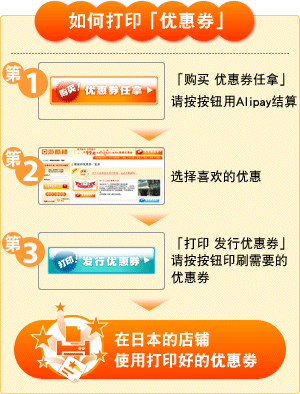 如何打印「优惠券」
第1
购买! 优惠券任拿
「购买 优惠券任拿」
请按按钮用Alipay结算
第2
选择喜欢的优惠
第3
打印! 发行优惠券
「打印 发行优惠券」
请按按钮印刷需要的
优惠券
在日本的店铺
使用打印好的优惠券